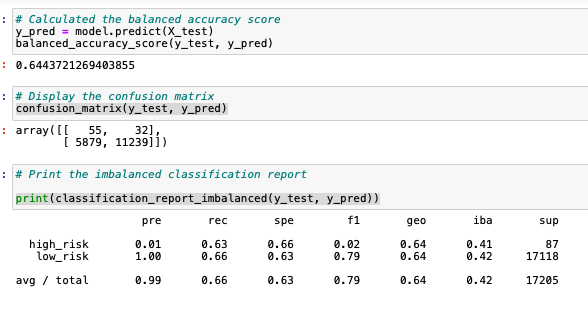 : # Calculated the balanced accuracy score
y_pred = model.predict(X_test)
balanced_accuracy_score(y_test, y_pred)
: 0.6443721269403855
: # Display the confusion matrix
confusion_matrix(y_test, y_pred)
: array([[   55,    32],
       [ 5879, 11239]])
: # Print the imbalanced classification report
print(classification_report_imbalanced(y_test, y_pred))
pre rec spe f1 geo iba sup
high_risk 0.01 0.63 0.66 0.02 0.64 0.41 87
low_risk 1.00 0.66 0.63 0.79 0.64 0.42 17118
avg / total 0.99 0.66 0.63 0.79 0.64 0.42 17205